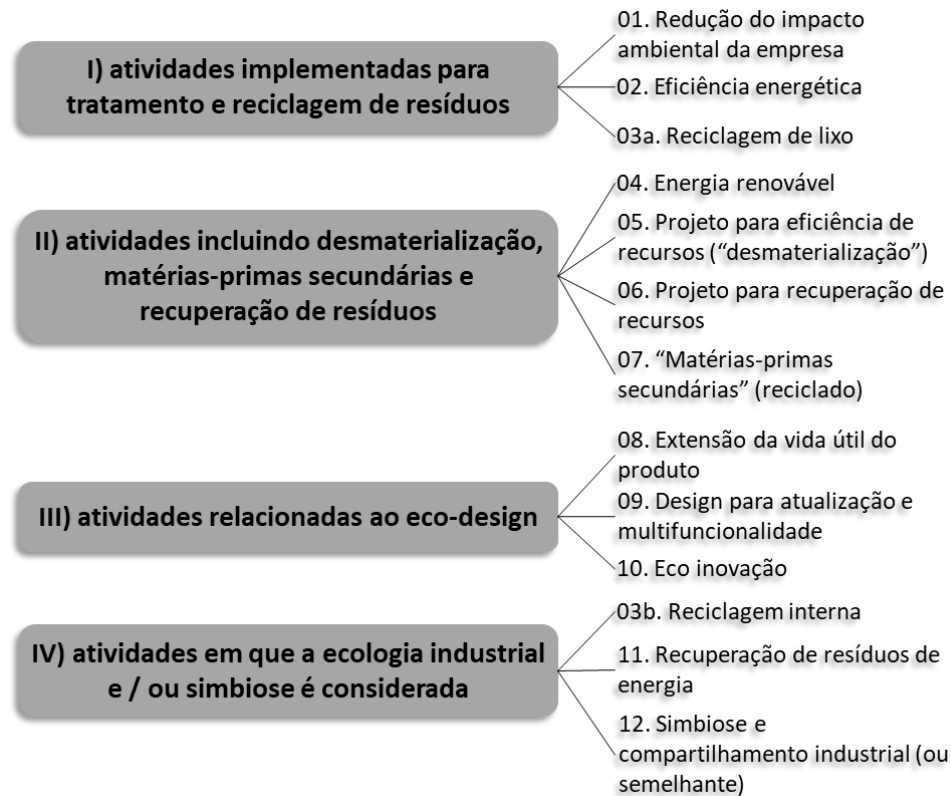 I) atividades implementadas para
tratamento e reciclagem de resíduos
01. Redução do impacto
ambiental da empresa
02. Eficiência energética
03a. Reciclagem de lixo
II) atividades incluindo desmaterialização,
matérias-primas secundárias e
recuperação de resíduos
04. Energia renovável
05. Projeto para eficiência de
recursos (“desmaterialização”)
06. Projeto para recuperação de
recursos
07. “Matérias-primas
secundárias” (reciclado)
III) atividades relacionadas ao eco-design
08. Extensão da vida útil do
produto
09. Design para atualização e
multifuncionalidade
10. Eco inovação
IV) atividades em que a ecologia industrial
e / ou simbiose é considerada
03b. Reciclagem interna
11. Recuperação de resíduos de
energia
12. Simbiose e
compartilhamento industrial (ou
semelhante)